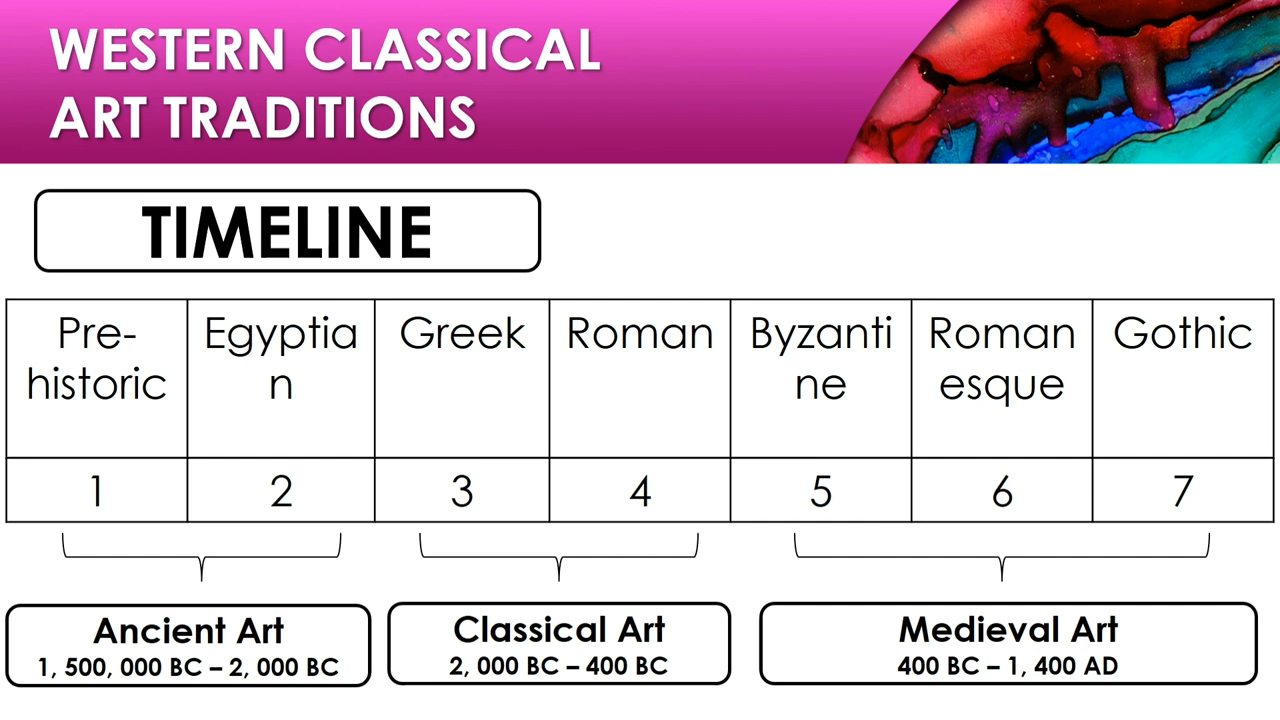 WESTERN CLASSICAL
ART TRADITIONS
TIMELINE
Pre-
historic
Egyptia
n
Greek
Roman
Byzanti
ne
Roman
esque
Gothic
1
2
3
4
5
6
7
Ancient Art
1, 500, 000 BC – 2, 000 BC
Classical Art
2, 000 BC – 400 BC
Medieval Art
400 BC – 1, 400 AD